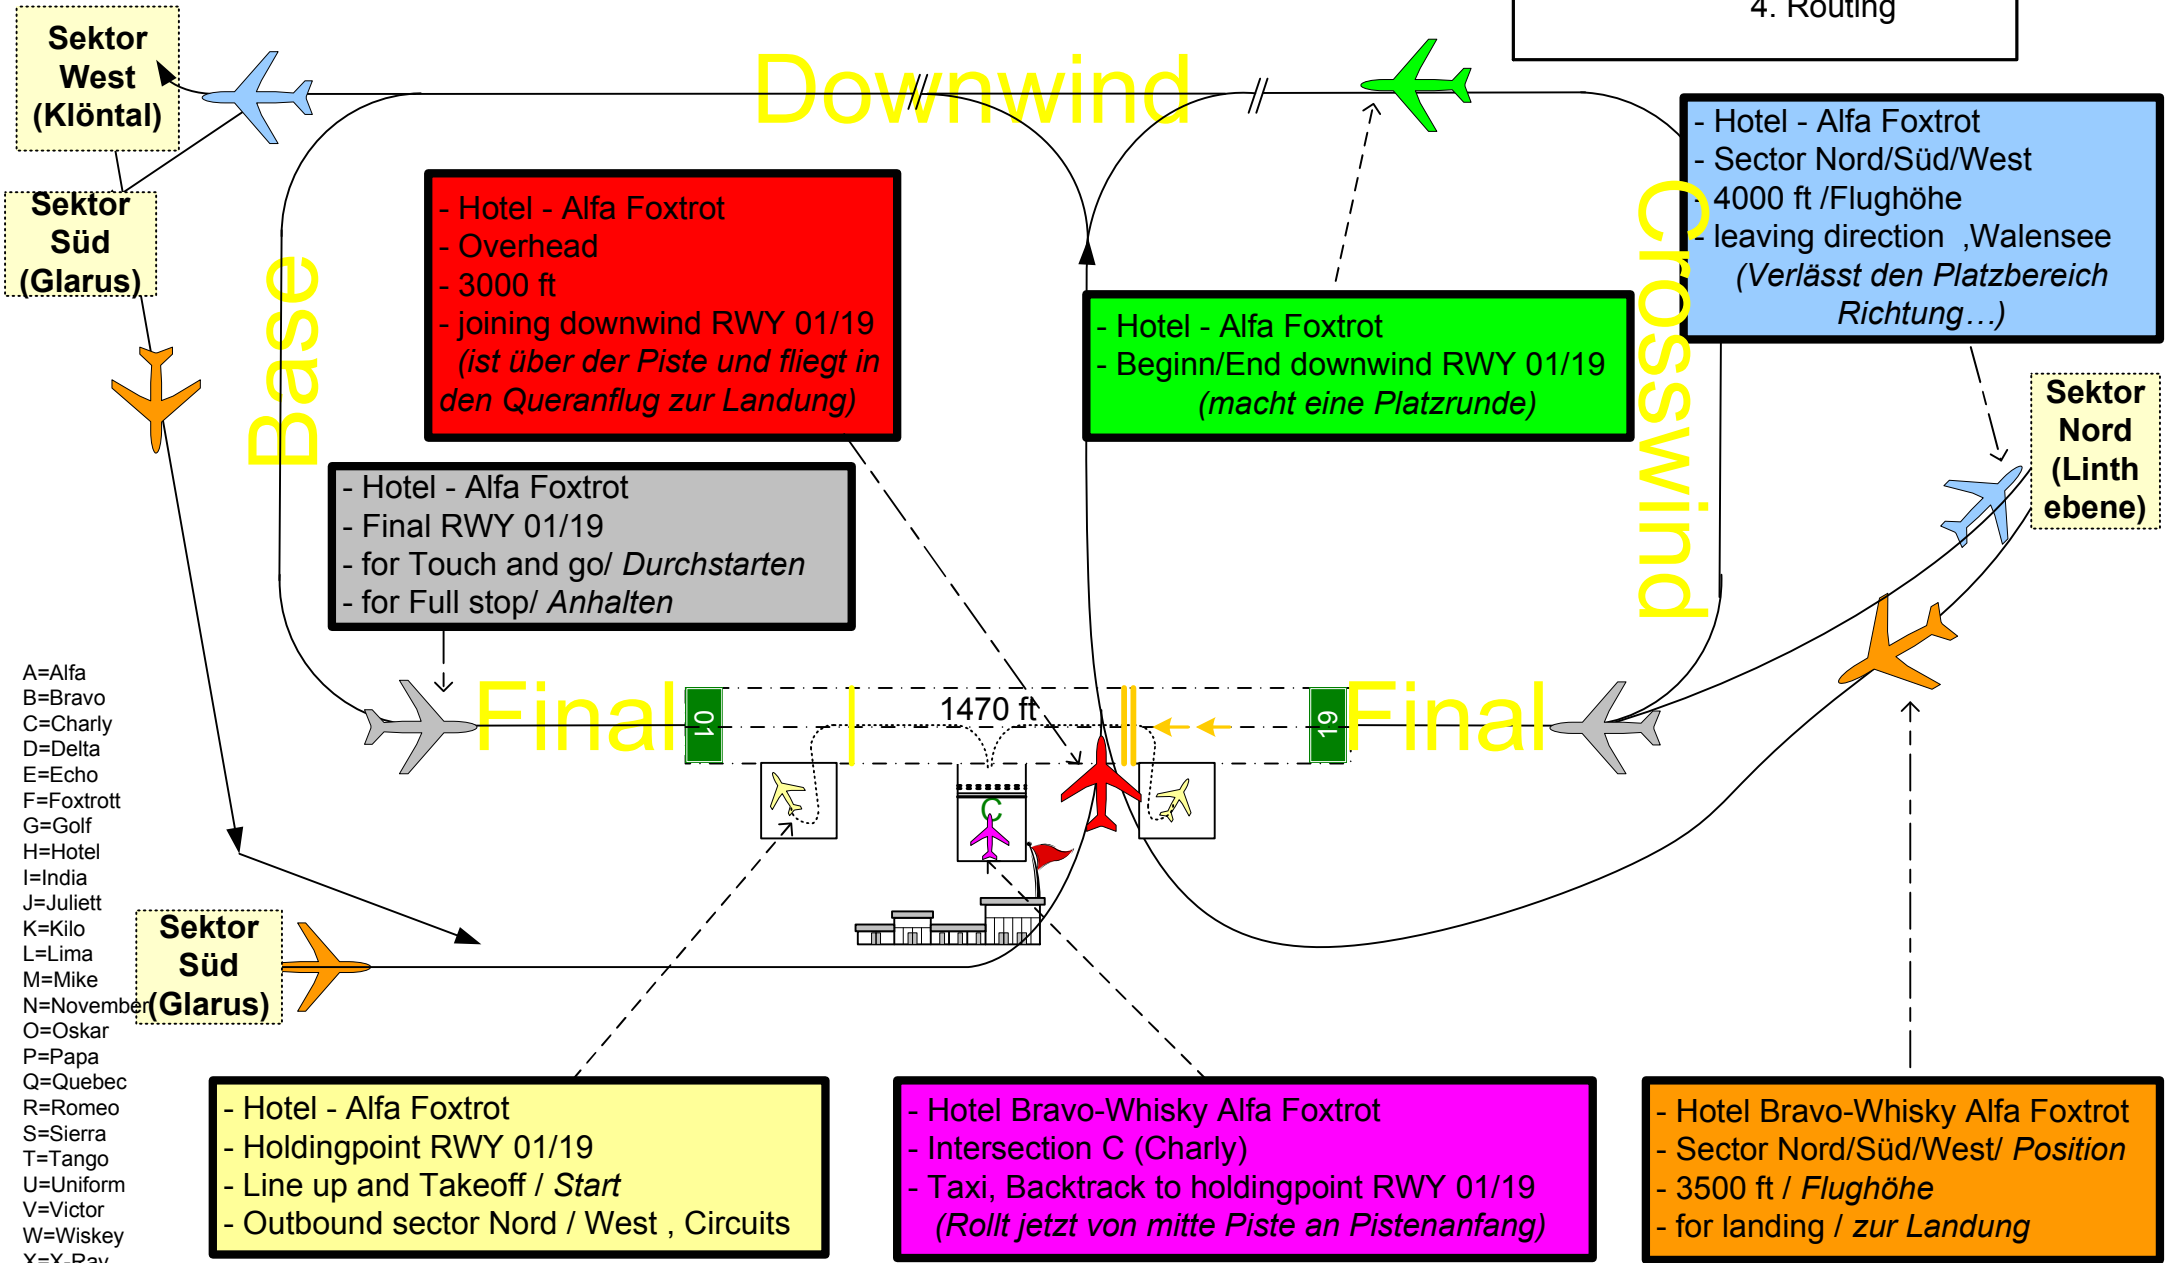 4. Routing
Sektor
West
(Klöntal)
Downwind
- Hotel - Alfa Foxtrot
- Sector Nord/Süd/West
- 4000 ft /Flughöhe
- leaving direction ,Walensee
(Verlässt den Platzbereich
Richtung…)
Sektor
Süd
(Glarus)
- Hotel - Alfa Foxtrot
- Overhead
- 3000 ft
- joining downwind RWY 01/19
(ist über der Piste und fliegt in
den Queranflug zur Landung)
Base
- Hotel - Alfa Foxtrot
- Beginn/End downwind RWY 01/19
(macht eine Platzrunde)
Crosswind
Sektor
Nord
(Linth
ebene)
- Hotel - Alfa Foxtrot
- Final RWY 01/19
- for Touch and go/ Durchstarten
- for Full stop/ Anhalten
Final
01
1470 ft
19
Final
C
A=Alfa
B=Bravo
C=Charly
D=Delta
E=Echo
F=Foxtrott
G=Golf
H=Hotel
I=India
J=Juliett
K=Kilo
L=Lima
M=Mike
N=November
O=Oskar
P=Papa
Q=Quebec
R=Romeo
S=Sierra
T=Tango
U=Uniform
V=Victor
W=Wiskey
X=X-Ray
Sektor
Süd
(Glarus)
- Hotel - Alfa Foxtrot
- Holdingpoint RWY 01/19
- Line up and Takeoff / Start
- Outbound sector Nord / West , Circuits
- Hotel Bravo-Whisky Alfa Foxtrot
- Intersection C (Charly)
- Taxi, Backtrack to holdingpoint RWY 01/19
(Rollt jetzt von mitte Piste an Pistenanfang)
- Hotel Bravo-Whisky Alfa Foxtrot
- Sector Nord/Süd/West/ Position
- 3500 ft / Flughöhe
- for landing / zur Landung